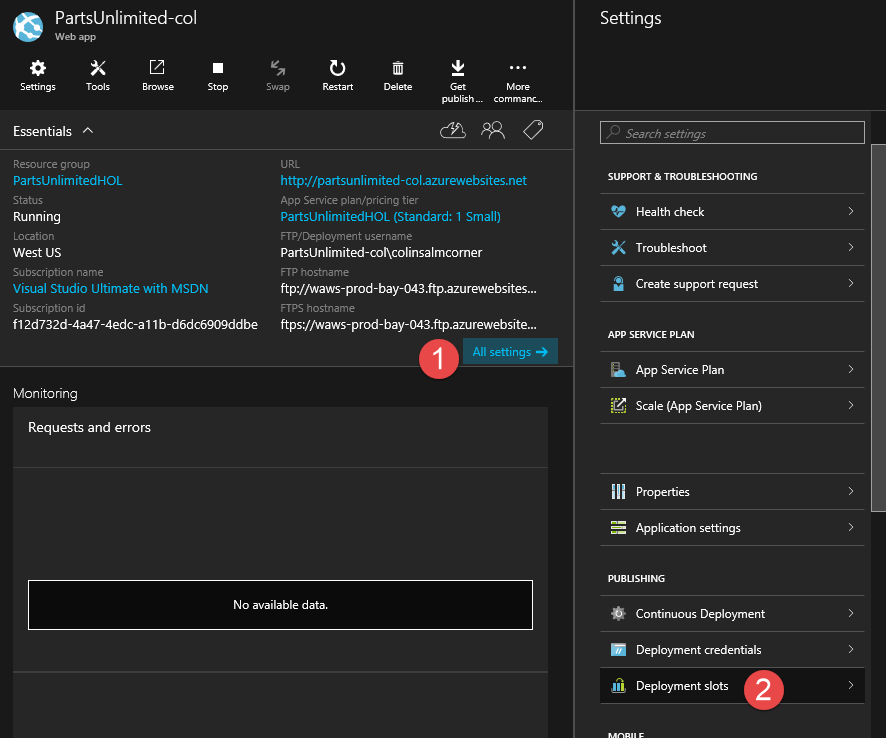 PartsUnlimited-col
Web app
Settings
Tools
Browse
Stop
Swap
Restart
Delete
Get
publish ...
More
commanc...
Essentials
Resource group
PartsUnlimitedHOL
Status
Running
Location
West US
Subscription name
Visual Studio Ultimate with MSDN
Subscription id
f12d732d-4a47-4edc-a11b-d6dc6909ddbe
URL
http://partsunlimited-col.azurewebsites.net
App Service plan/pricing tier
PartsUnlimitedHOL (Standard: 1 Small)
FTP/Deployment username
PartsUnlimited-col\colinsalmcorner
FTP hostname
ftp://waws-prod-bay-043.ftp.azurewebsites...
FTPS hostname
ftps://waws-prod-bay-043.ftp.azurewebsite...
1
All settings →
Monitoring
Requests and errors
No available data.
Settings
Search settings
SUPPORT & TROUBLESHOOTING
Health check
Troubleshoot
Create support request
APP SERVICE PLAN
App Service Plan
Scale (App Service Plan)
Properties
Application settings
PUBLISHING
Continuous Deployment
Deployment credentials
Deployment slots
2
MOBILE